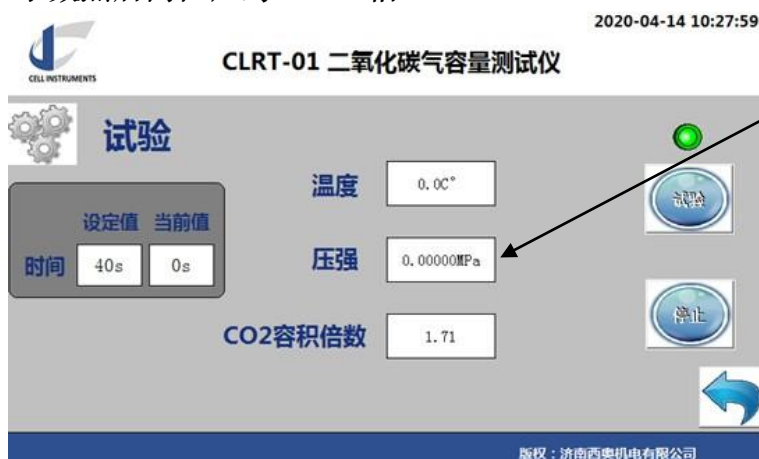 2020-04-14 10:27:59
CELL INSTRUMENTS
CLRT-01 二氧化碳气容量测试仪
试验
温度 0.0C°
试验
设定值 当前值
时间 40s 0s
压强 0.00000MPa
停止
CO2容积倍数 1.71
版权：济南西奥机电有限公司